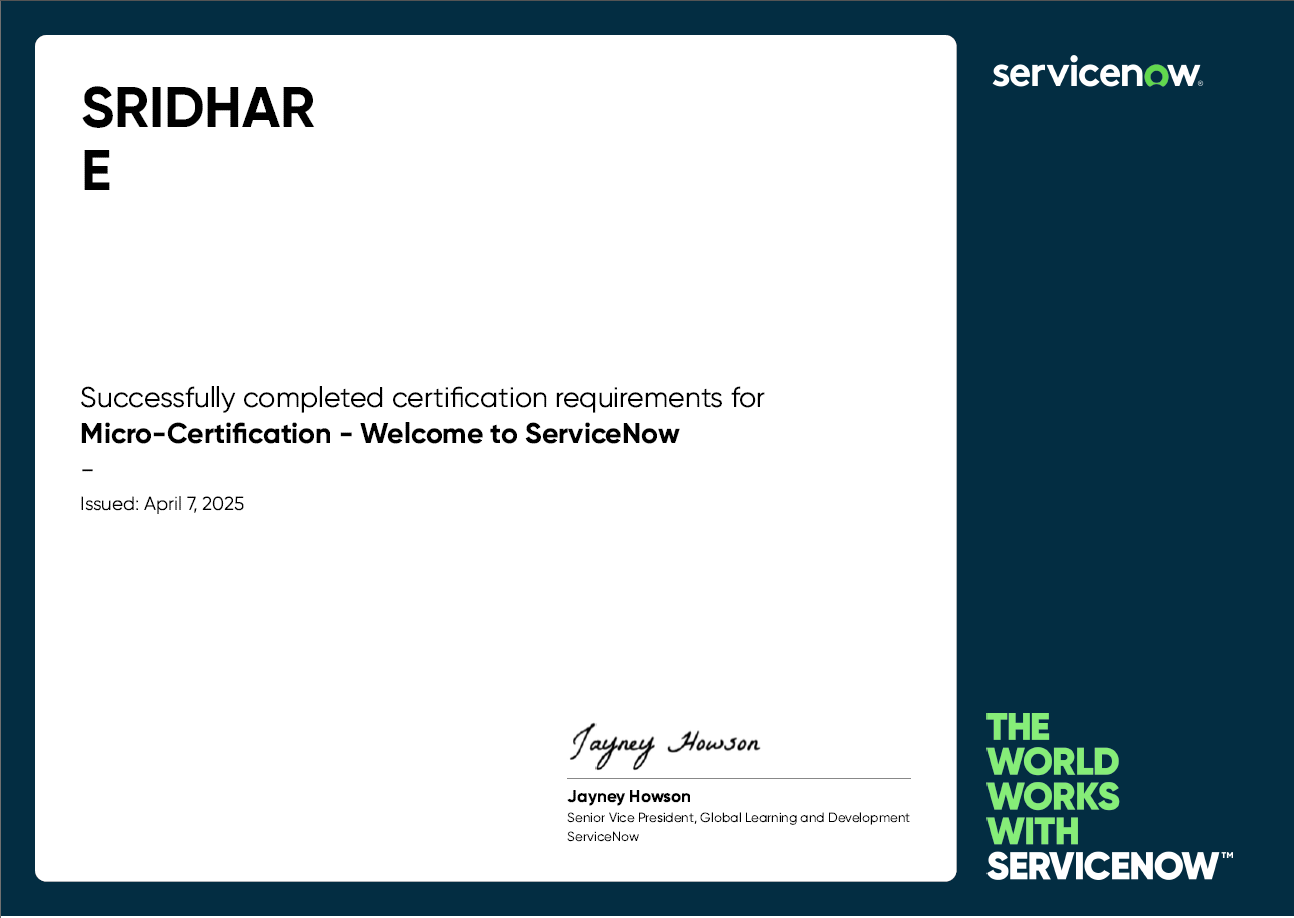 SRIDHAR
E
Successfully completed certification requirements for
Micro-Certification - Welcome to ServiceNow
–
Issued: April 7, 2025
Jayney Howson
Jayney Howson
Senior Vice President, Global Learning and Development
ServiceNow
servicenow®
THE
WORLD
WORKS
WITH
SERVICENOW™